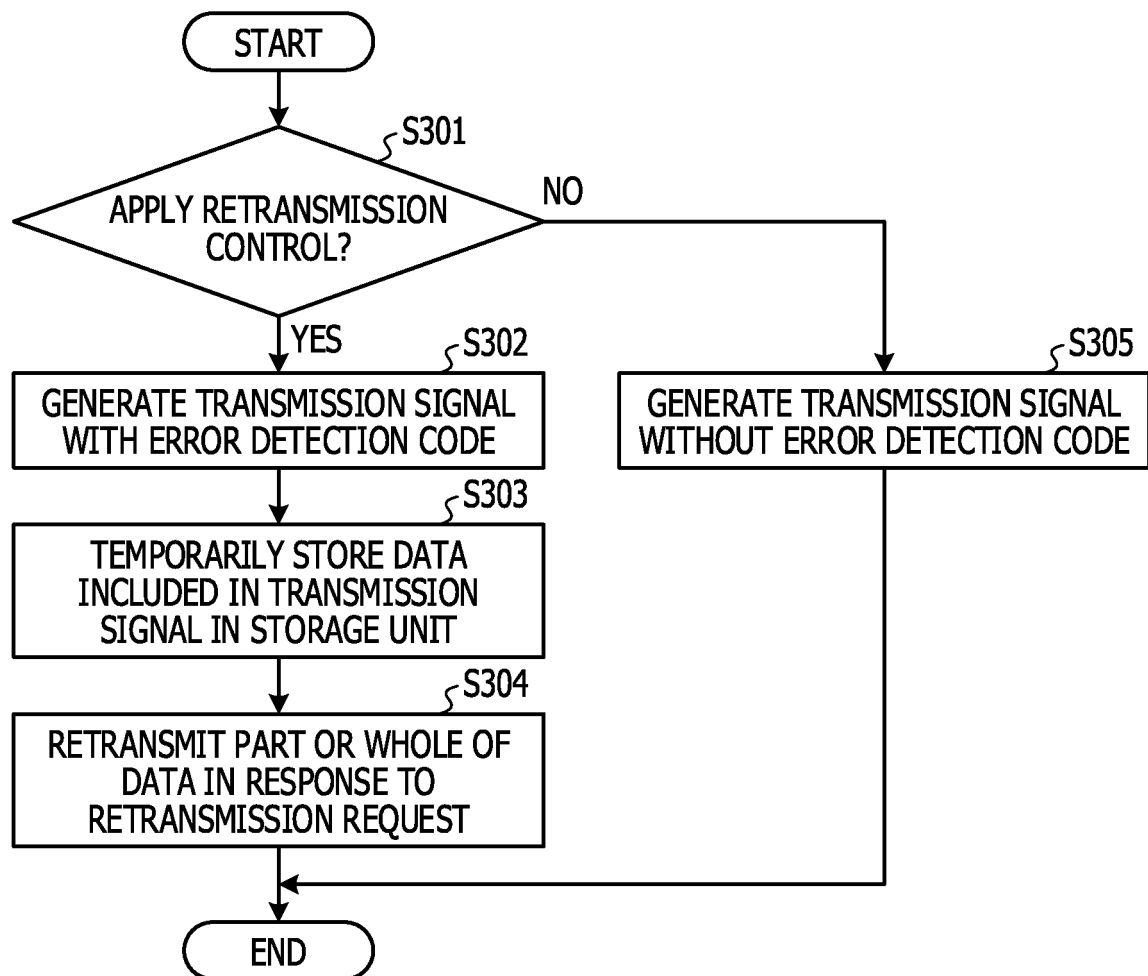 START
S301
APPLY RETRANSMISSION
CONTROL?
NO
YES
S302
GENERATE TRANSMISSION SIGNAL
WITH ERROR DETECTION CODE
S305
GENERATE TRANSMISSION SIGNAL
WITHOUT ERROR DETECTION CODE
S303
TEMPORARILY STORE DATA
INCLUDED IN TRANSMISSION
SIGNAL IN STORAGE UNIT
S304
RETRANSMIT PART OR WHOLE OF
DATA IN RESPONSE TO
RETRANSMISSION REQUEST
END